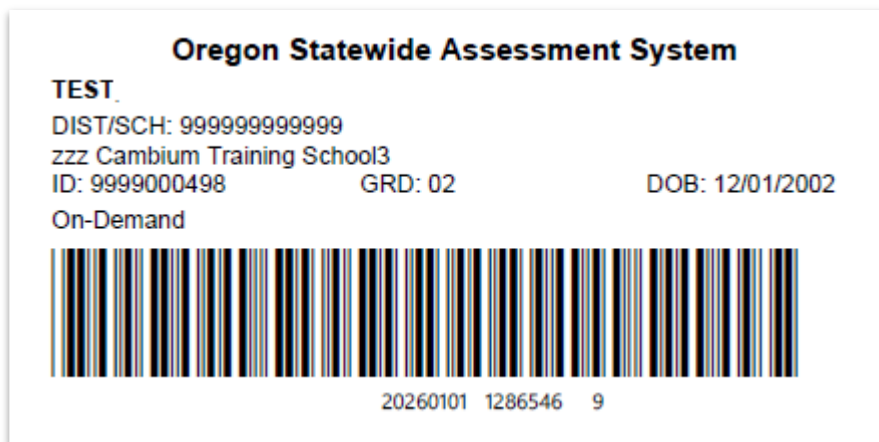 Oregon Statewide Assessment System
TEST
DIST/SCH: 999999999999
zzz Cambium Training School3
ID: 9999000498 GRD: 02 DOB: 12/01/2002
On-Demand
20260101 1286546 9